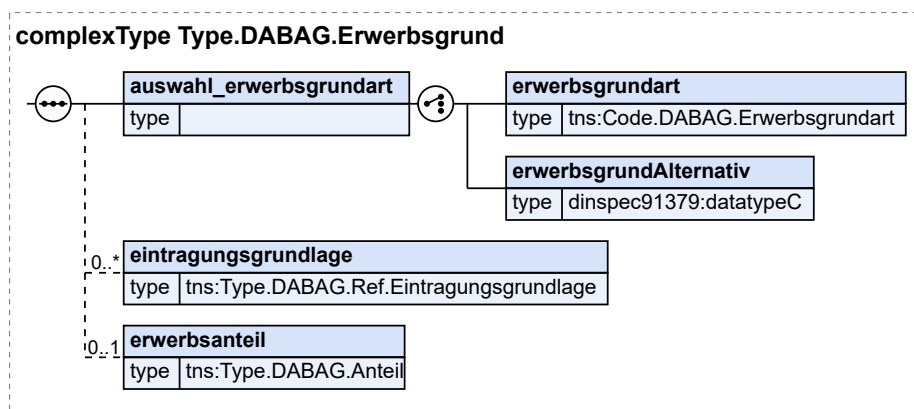 complexType Type.DABAG.Erwerbsgrund
auswahl_erwerbsgrundart
type
erwerbsgrundart
type tns:Code.DABAG.Erwerbsgrundart
erwerbsgrundAlternativ
type dinspec91379:datatypeC
0..*
eintragungsgrundlage
type tns:Type.DABAG.Ref.Eintragungsgrundlage
0..1
erwerbsanteil
type tns:Type.DABAG.Anteil